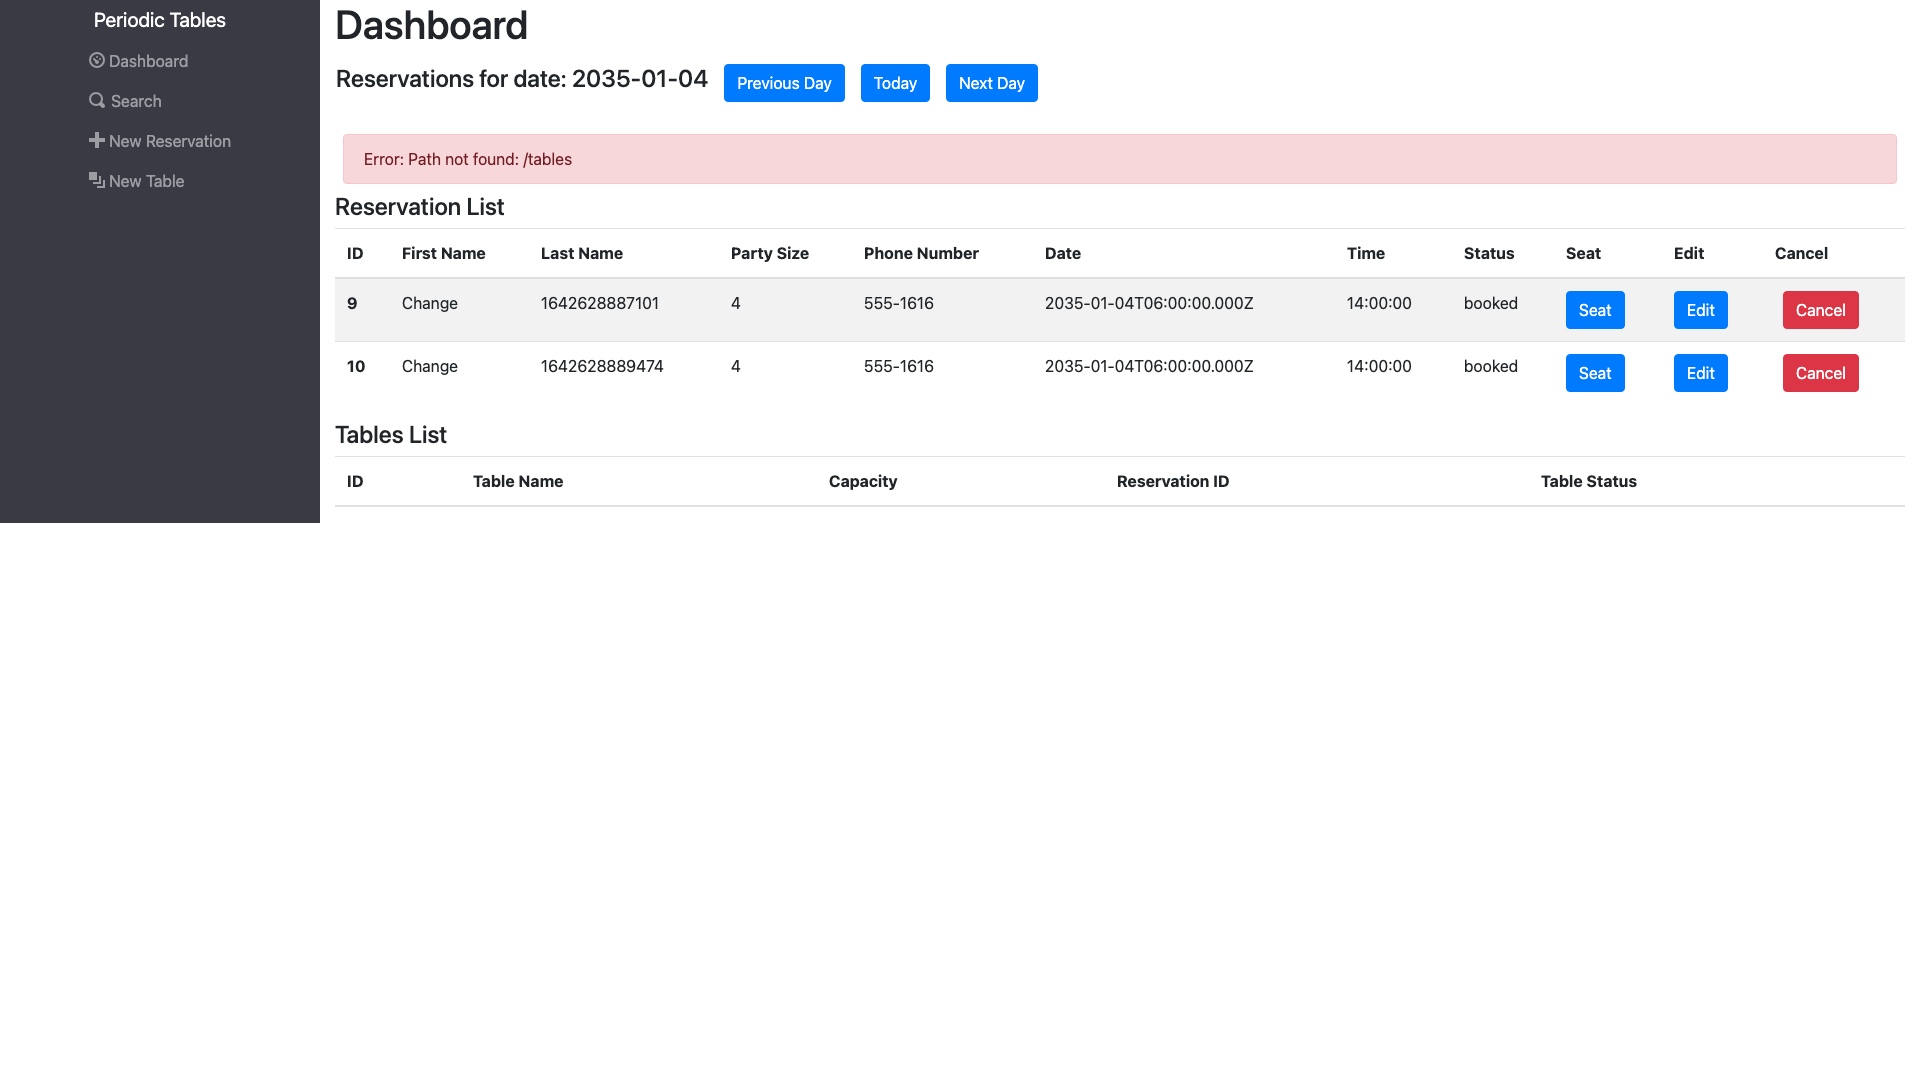 Periodic Tables
Dashboard
Search
New Reservation
New Table
Dashboard
Reservations for date: 2035-01-04 Previous Day Today Next Day
Error: Path not found: /tables
Reservation List
ID First Name Last Name Party Size Phone Number Date Time Status Seat Edit Cancel
9 Change 1642628887101 4 555-1616 2035-01-04T06:00:00.000Z 14:00:00 booked Seat Edit Cancel
10 Change 1642628889474 4 555-1616 2035-01-04T06:00:00.000Z 14:00:00 booked Seat Edit Cancel
Tables List
ID Table Name Capacity Reservation ID Table Status